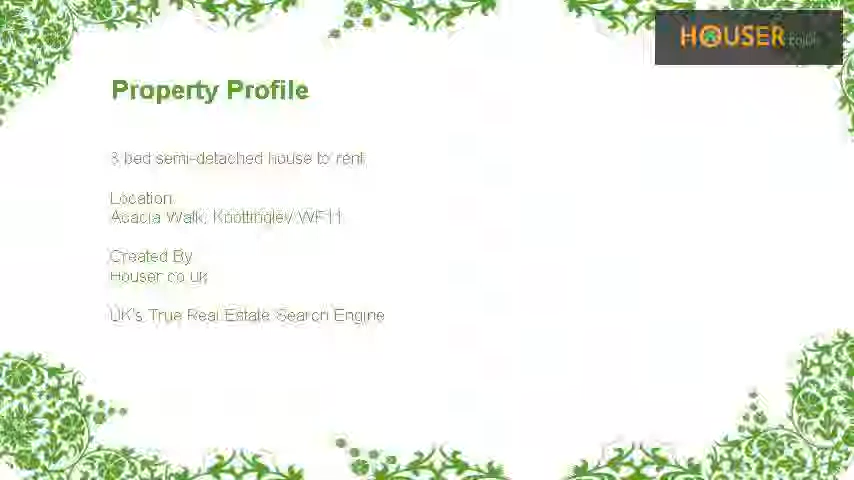 HOUSER.co.uk
Property Profile
3 bed semi-detached house to rent
Location
Acacia Walk, Knottingley WF11
Created By
Houser.co.uk
UK's True Real Estate Search Engine